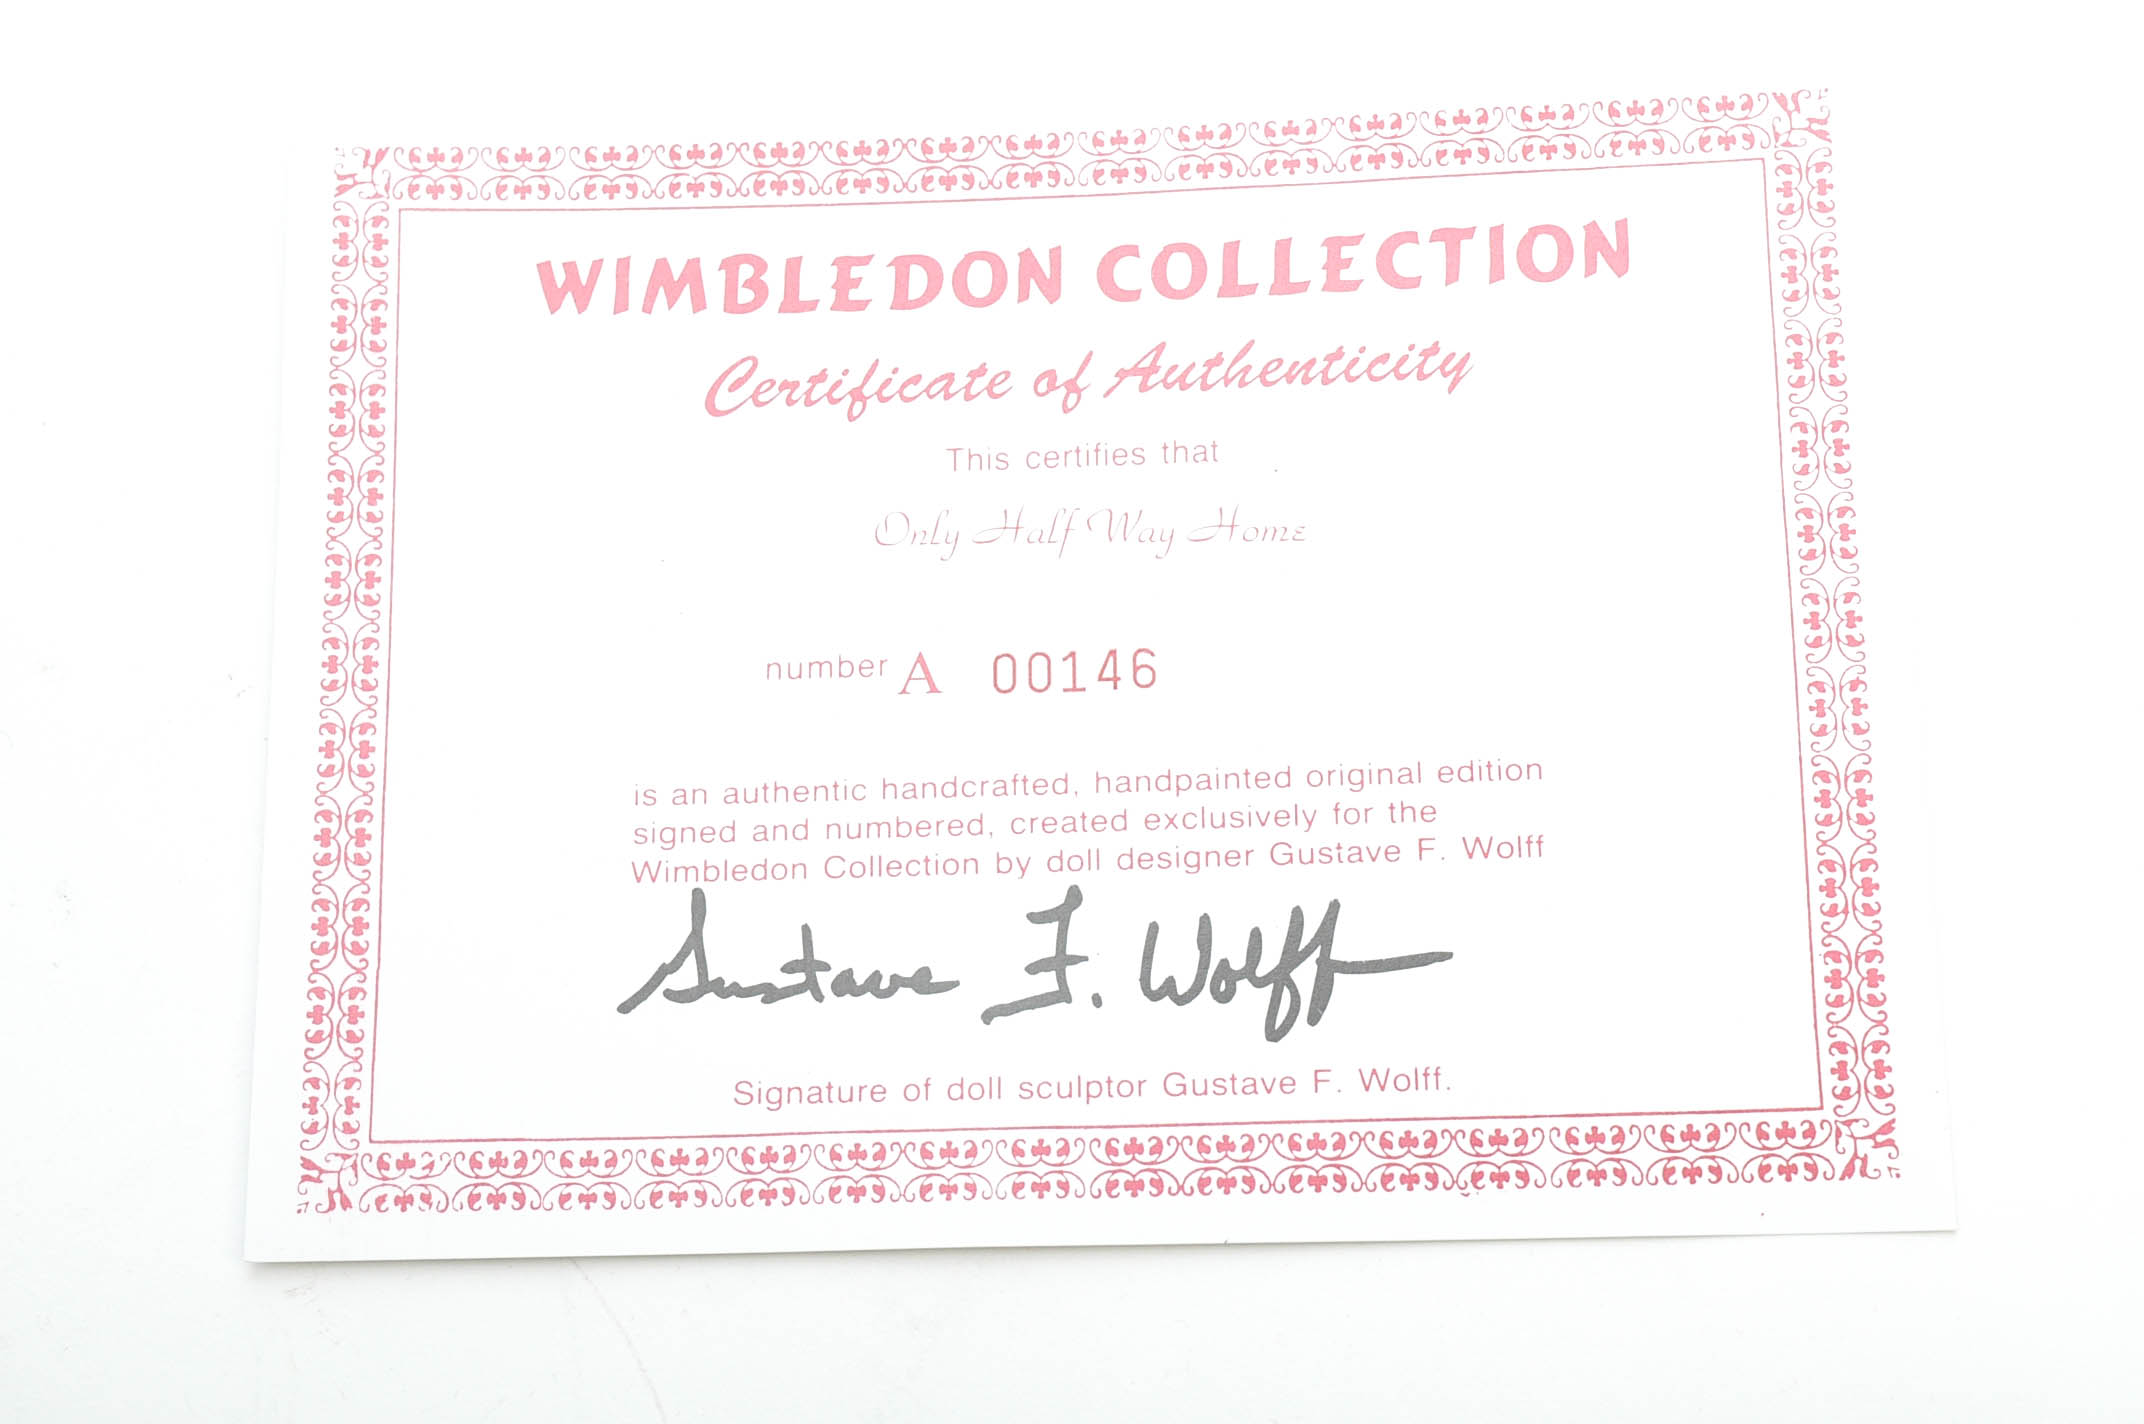 WIMBLEDON COLLECTION
Certificate of Authenticity
This certifies that
Only Half Way Home
number A 00146
is an authentic handcrafted, handpainted original edition
signed and numbered, created exclusively for the
Wimbledon Collection by doll designer Gustave F. Wolff
Gustave F. Wolff
Signature of doll sculptor Gustave F. Wolff.